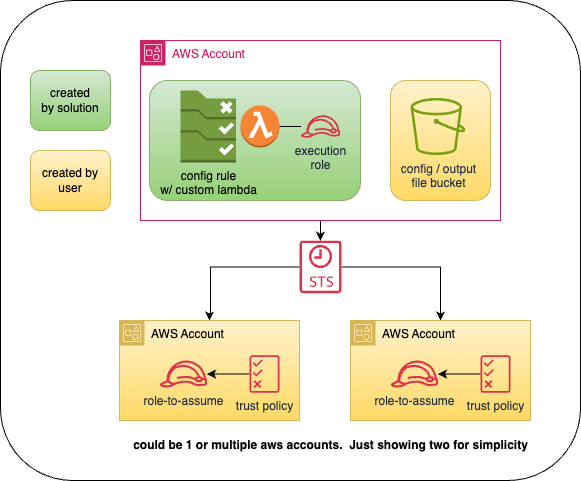 AWS Account
created
by solution
created by
user
config rule
w/ custom lambda
execution
role
config / output
file bucket
STS
AWS Account
role-to-assume
trust policy
AWS Account
role-to-assume
trust policy
could be 1 or multiple aws accounts.  Just showing two for simplicity